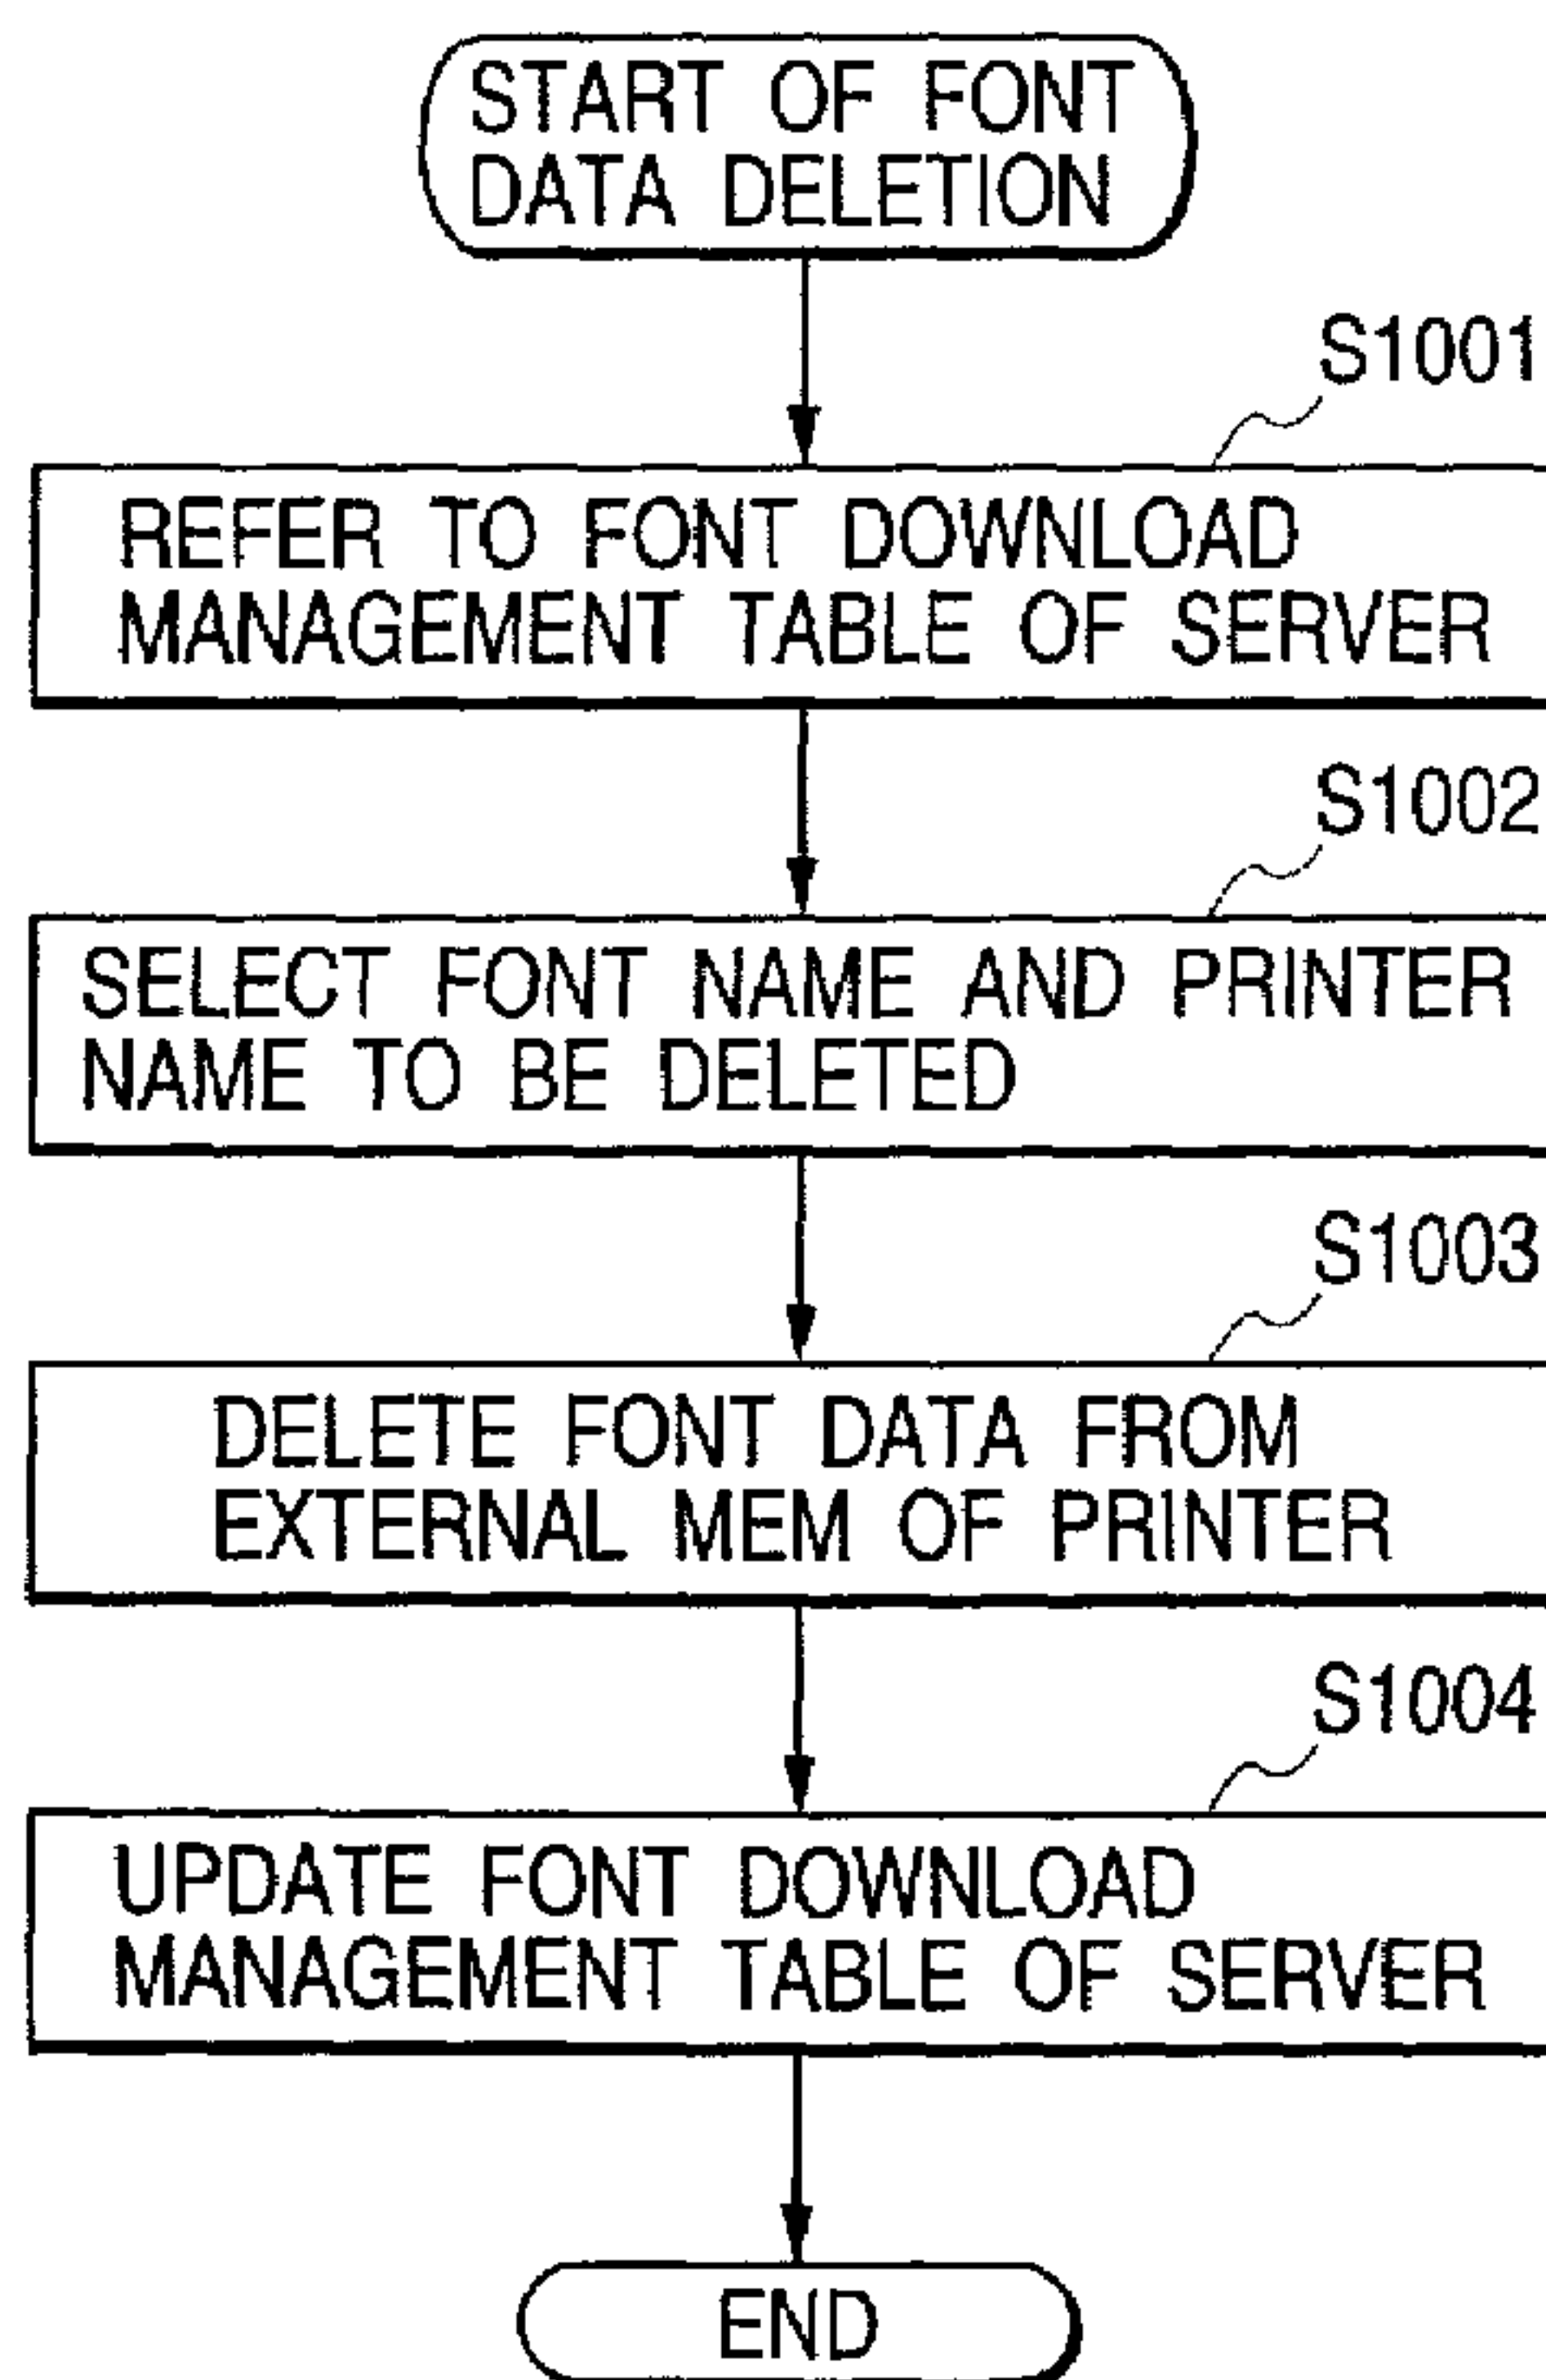 START OF FONT
DATA DELETION
S1001
REFER TO FONT DOWNLOAD
MANAGEMENT TABLE OF SERVER
S1002
SELECT FONT NAME AND PRINTER
NAME TO BE DELETED
S1003
DELETE FONT DATA FROM
EXTERNAL MEM OF PRINTER
S1004
UPDATE FONT DOWNLOAD
MANAGEMENT TABLE OF SERVER
END